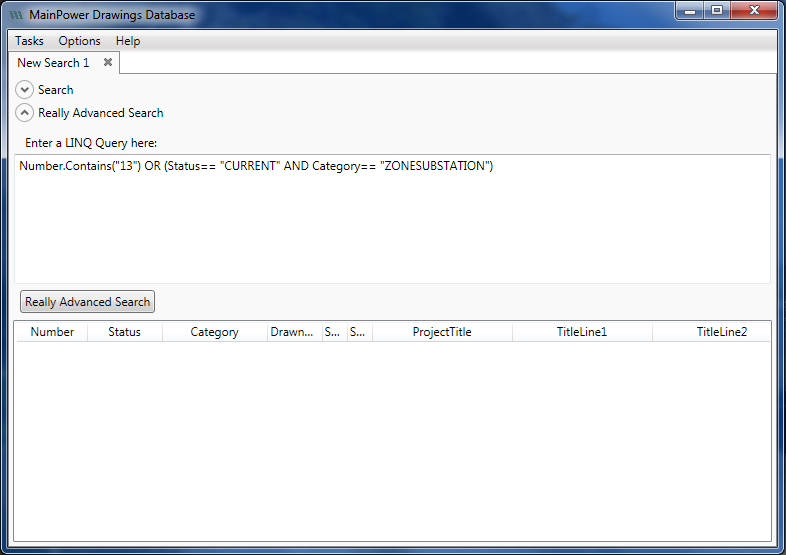 MainPower Drawings Database
Tasks Options Help
New Search 1
Search
Really Advanced Search
Enter a LINQ Query here:
Number.Contains("13") OR (Status== "CURRENT" AND Category== "ZONESUBSTATION")
Really Advanced Search
Number Status Category Drawn... S... S... ProjectTitle TitleLine1 TitleLine2